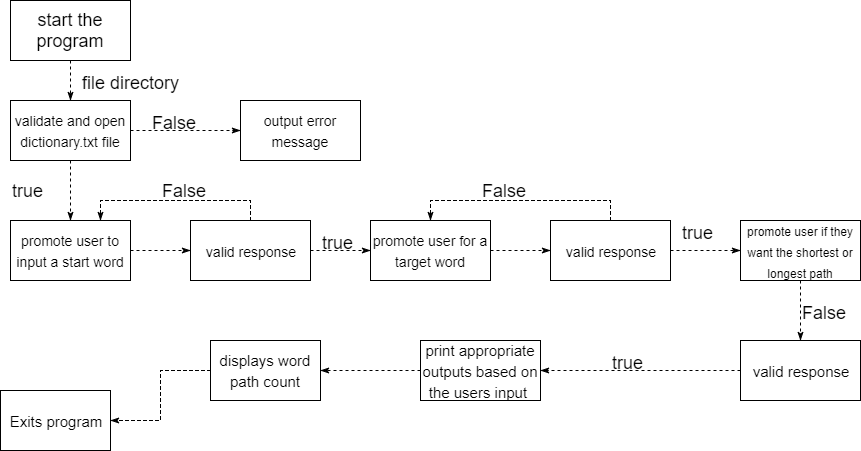 start the
program
file directory
validate and open
dictionary.txt file
False
output error
message
true
False
False
promote user to
input a start word
valid response
true
promote user for a
target word
valid response
true
promote user if they
want the shortest or
longest path
False
valid response
true
print appropriate
outputs based on
the users input
displays word
path count
Exits program